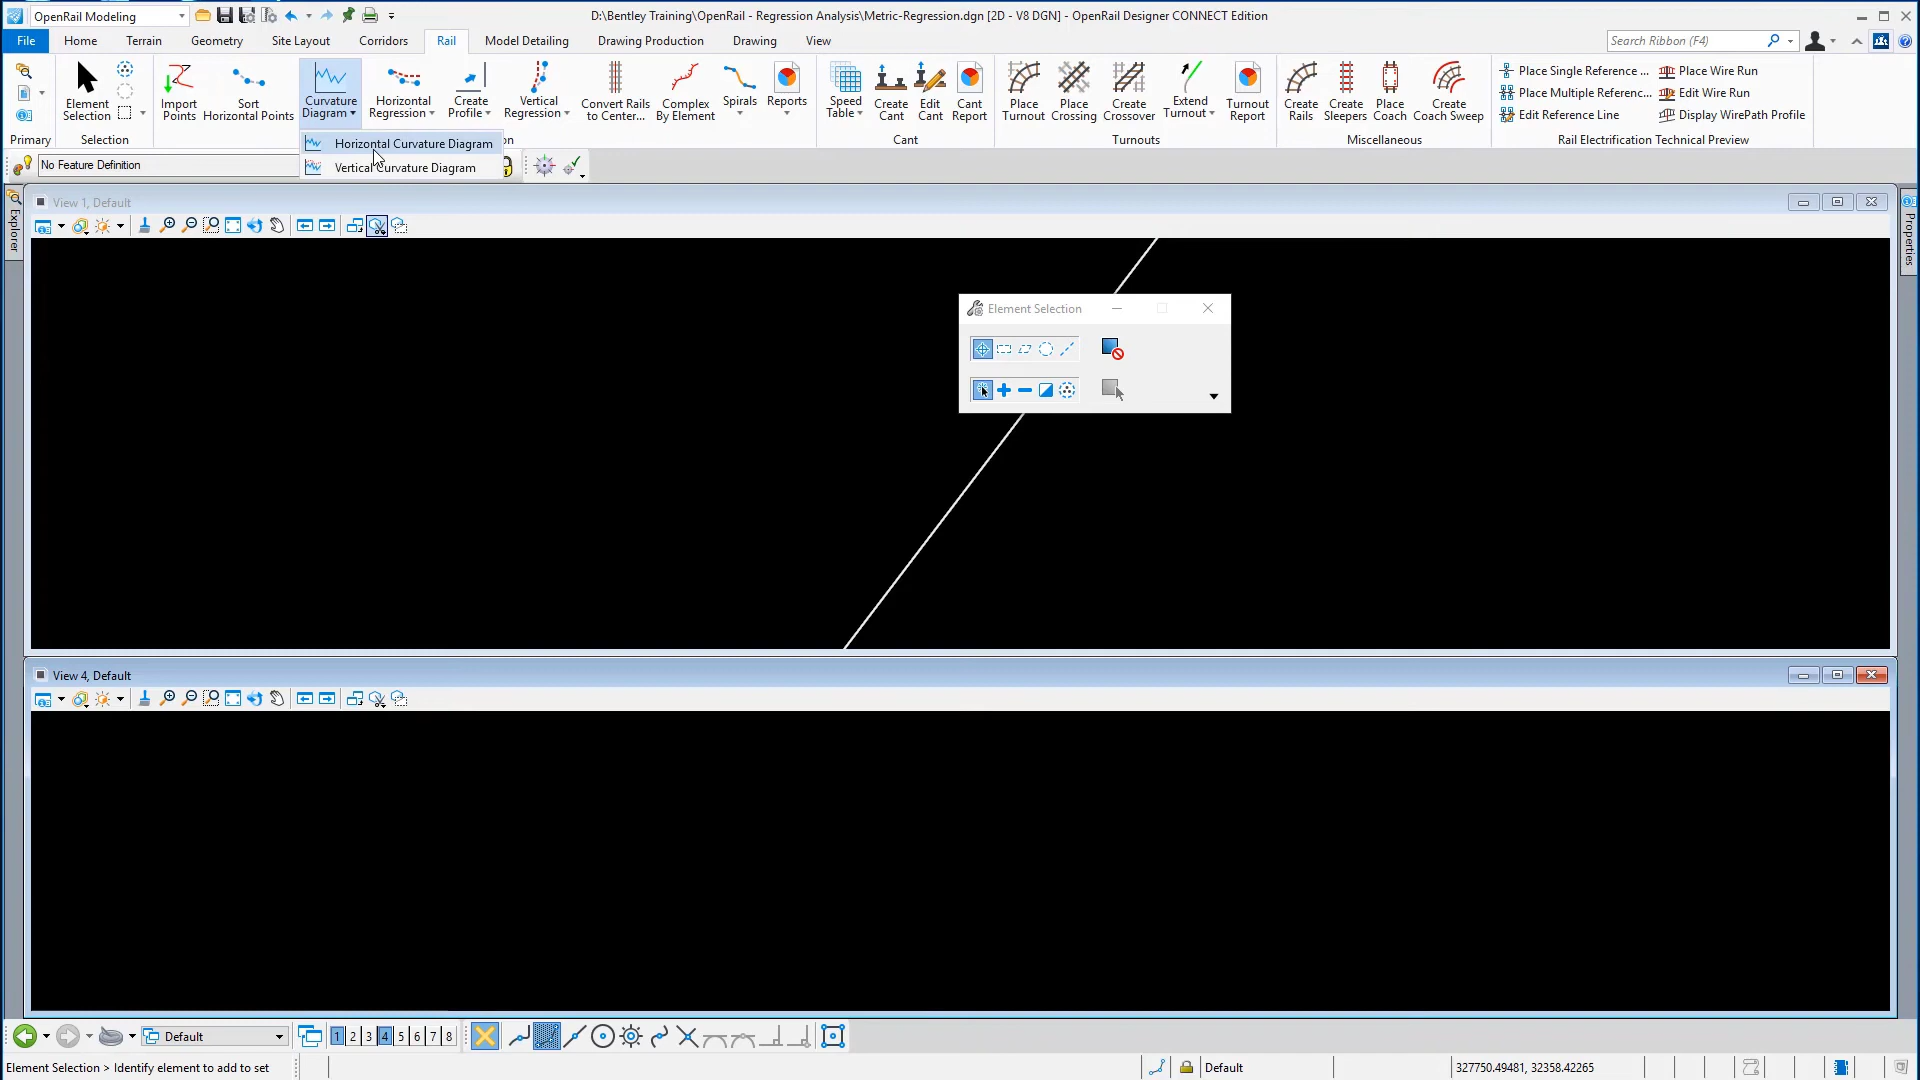 OpenRail Modeling
D:\Bentley Training\OpenRail - Regression Analysis\Metric-Regression.dgn [2D - V8 DGN] - OpenRail Designer CONNECT Edition
File Home Terrain Geometry Site Layout Corridors Rail Model Detailing Drawing Production Drawing View
Search Ribbon (F4)
Element Selection
Import Points
Sort Horizontal Points
Curvature Diagram
Horizontal Regression
Create Profile
Vertical Regression
Convert Rails to Center...
Complex By Element
Spirals
Reports
Speed Table
Create Cant
Edit Cant
Cant Report
Place Turnout
Place Crossing
Create Crossover
Extend Turnout
Turnout Report
Create Rails
Create Sleepers
Place Coach
Create Coach Sweep
Place Single Reference ...
Place Multiple Referenc...
Edit Reference Line
Place Wire Run
Edit Wire Run
Display WirePath Profile
Primary
Selection
on
Cant
Turnouts
Miscellaneous
Rail Electrification Technical Preview
Horizontal Curvature Diagram
Vertical Curvature Diagram
No Feature Definition
Explorer
Properties
View 1, Default
Element Selection
View 4, Default
Default
1 2 3 4 5 6 7 8
Element Selection > Identify element to add to set
Default
327750.49481, 32358.42265